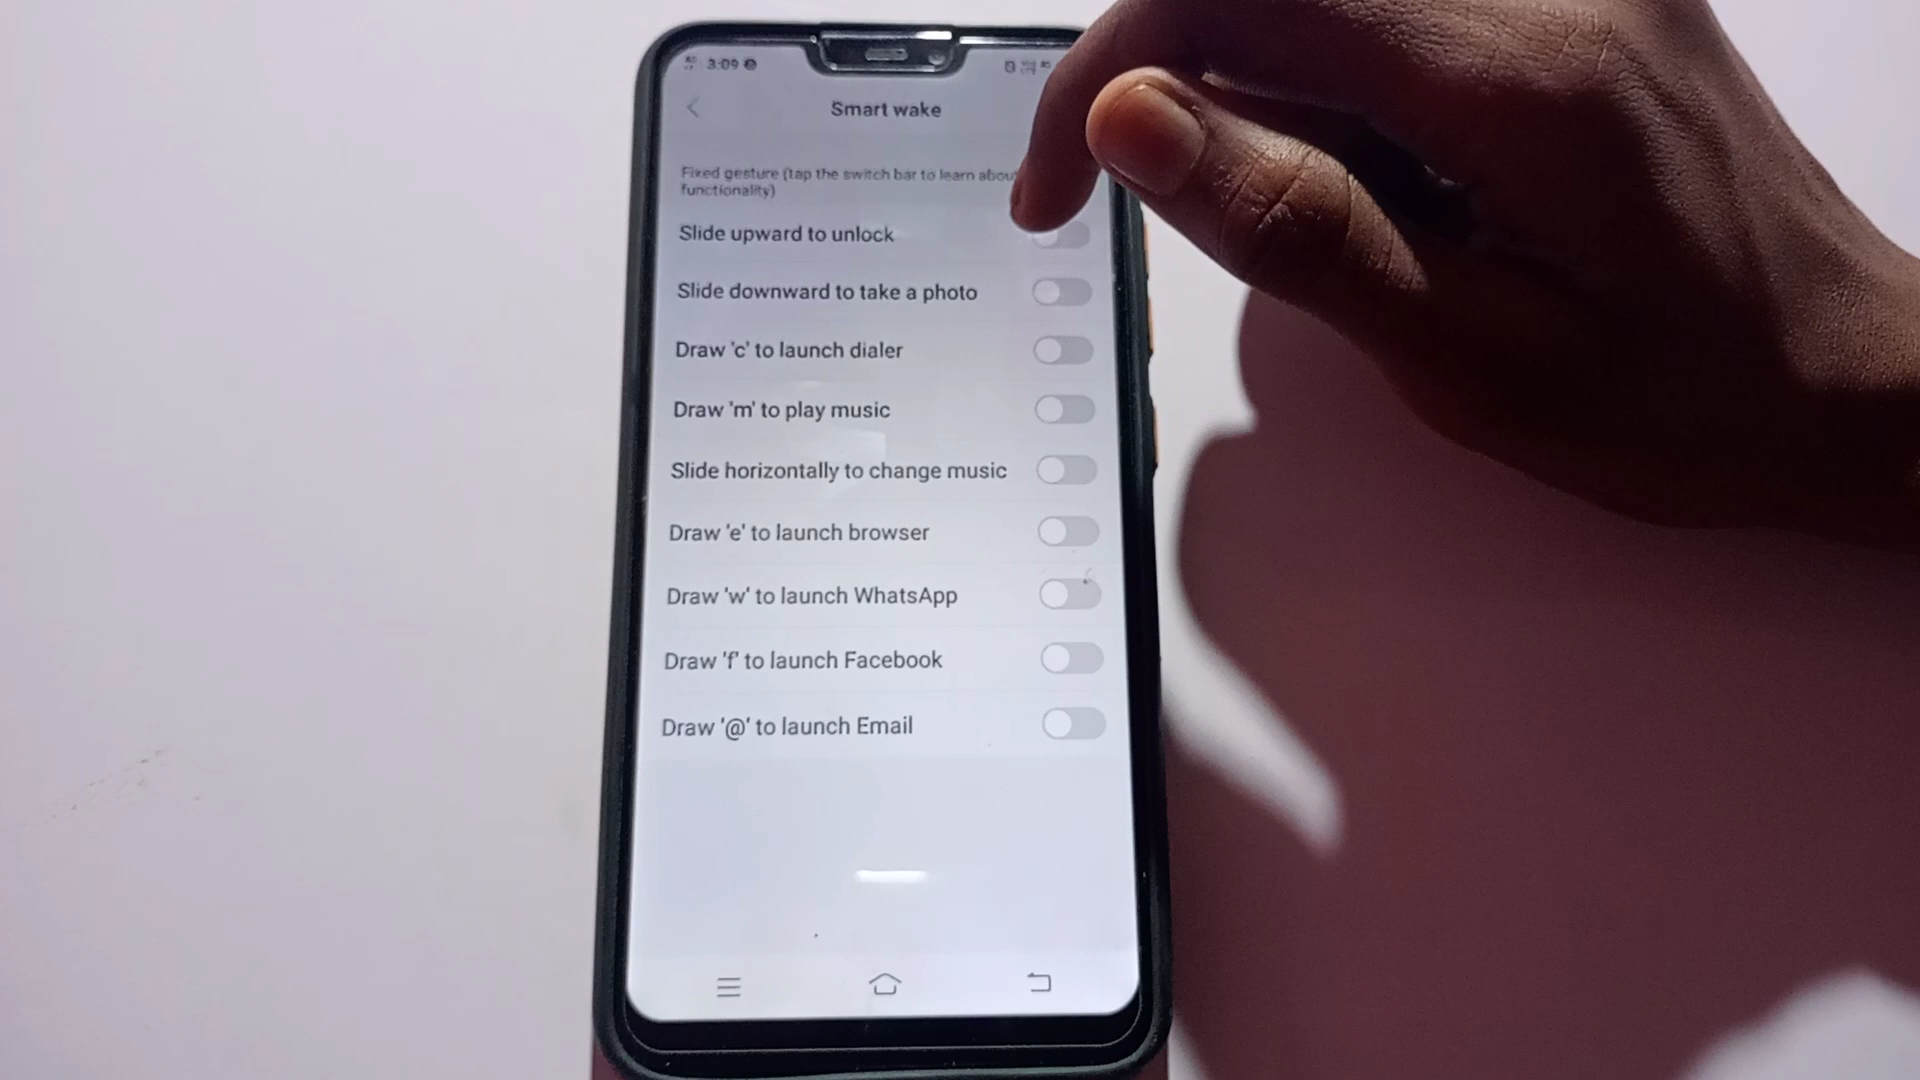 3:09
Smart wake
Fixed gesture (tap the switch bar to learn about
functionality)
Slide upward to unlock
Slide downward to take a photo
Draw 'c' to launch dialer
Draw 'm' to play music
Slide horizontally to change music
Draw 'e' to launch browser
Draw 'w' to launch WhatsApp
Draw 'f' to launch Facebook
Draw '@' to launch Email